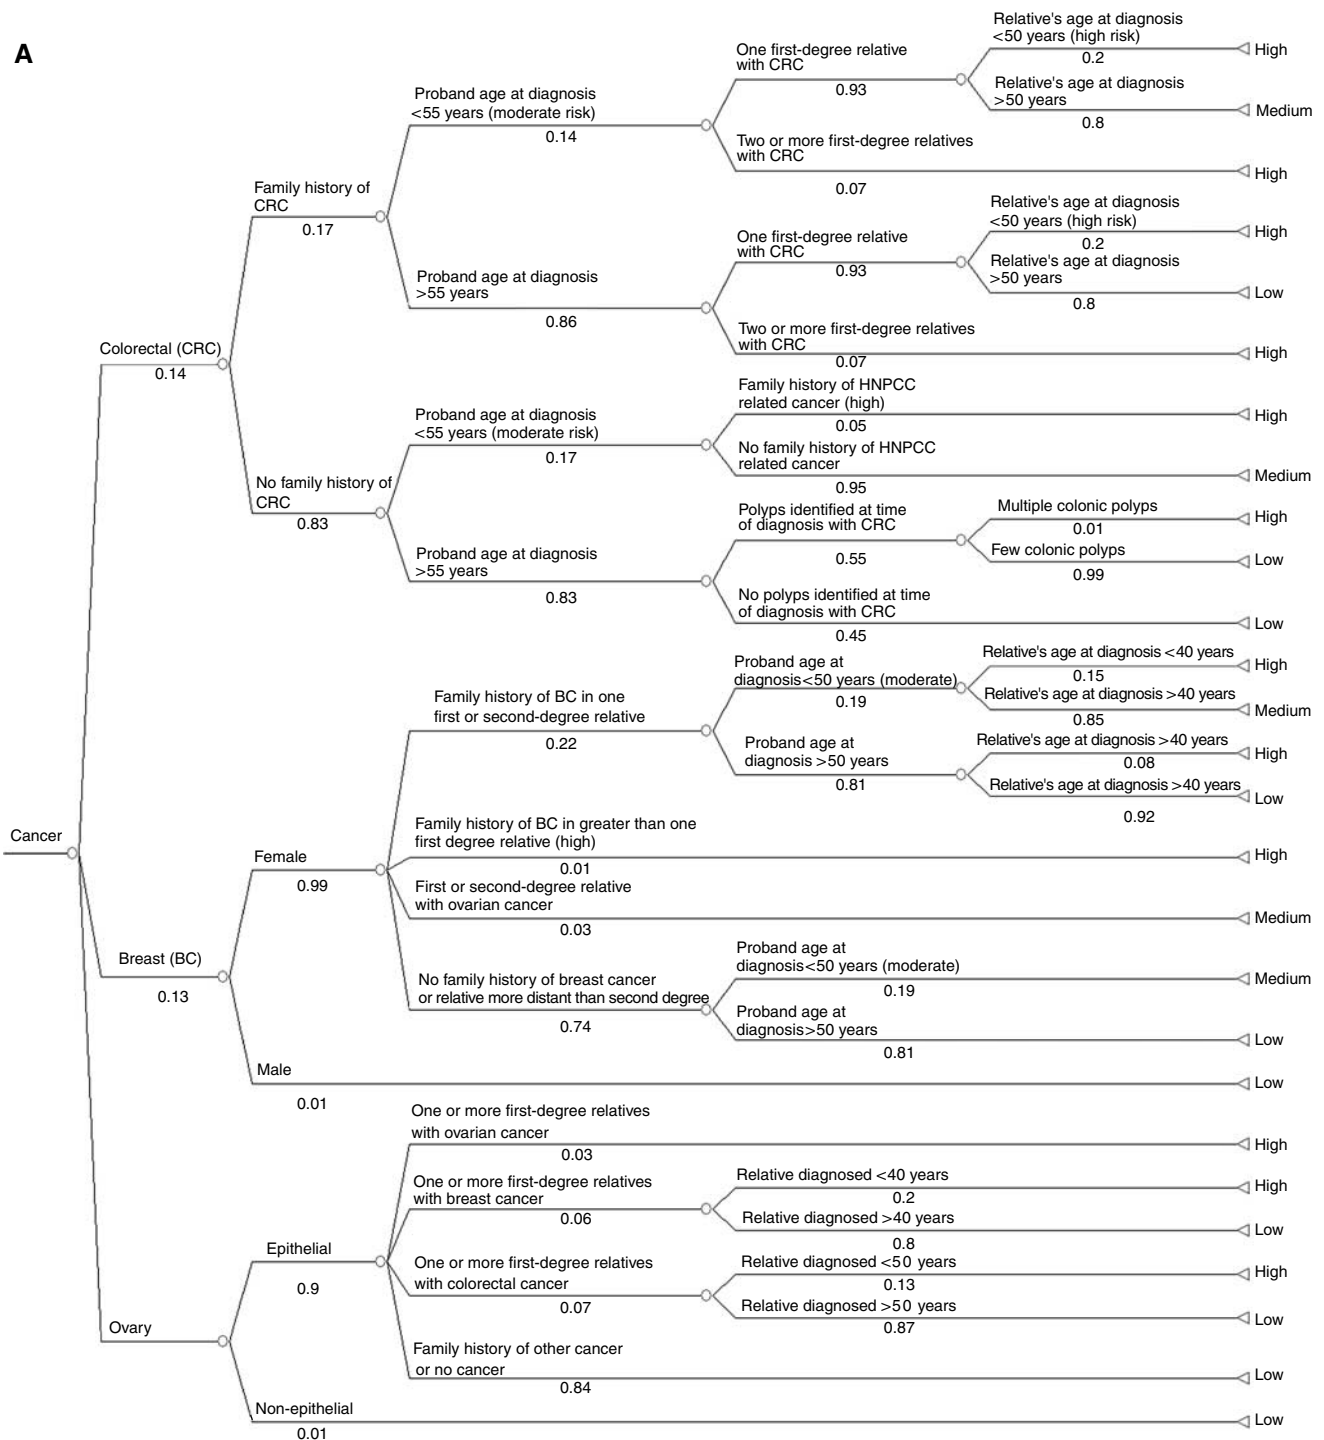 A
Relative's age at diagnosis
<50 years (high risk)
0.2
High
One first-degree relative
with CRC
0.93
Relative's age at diagnosis
>50 years
0.8
Medium
Proband age at diagnosis
<55 years (moderate risk)
0.14
Two or more first-degree relatives
with CRC
0.07
High
Family history of
CRC
0.17
Relative's age at diagnosis
<50 years (high risk)
0.2
High
One first-degree relative
with CRC
0.93
Relative's age at diagnosis
>50 years
0.8
Low
Proband age at diagnosis
>55 years
0.86
Two or more first-degree relatives
with CRC
0.07
High
Colorectal (CRC)
0.14
Family history of HNPCC
related cancer (high)
0.05
High
Proband age at diagnosis
<55 years (moderate risk)
0.17
No family history of HNPCC
related cancer
0.95
Medium
No family history of
CRC
0.83
Polyps identified at time
of diagnosis with CRC
0.55
Multiple colonic polyps
0.01
High
Few colonic polyps
0.99
Low
Proband age at diagnosis
>55 years
0.83
No polyps identified at time
of diagnosis with CRC
0.45
Low
Proband age at
diagnosis<50 years (moderate)
0.19
Relative's age at diagnosis <40 years
0.15
High
Relative's age at diagnosis >40 years
0.85
Medium
Family history of BC in one
first or second-degree relative
0.22
Proband age at
diagnosis >50 years
0.81
Relative's age at diagnosis >40 years
0.08
High
Relative's age at diagnosis >40 years
0.92
Low
Cancer
Family history of BC in greater than one
first degree relative (high)
0.01
High
Female
0.99
First or second-degree relative
with ovarian cancer
0.03
Medium
Breast (BC)
0.13
Proband age at
diagnosis<50 years (moderate)
0.19
Medium
No family history of breast cancer
or relative more distant than second degree
0.74
Proband age at
diagnosis>50 years
0.81
Low
Male
0.01
Low
One or more first-degree relatives
with ovarian cancer
0.03
High
One or more first-degree relatives
with breast cancer
0.06
Relative diagnosed <40 years
0.2
High
Relative diagnosed >40 years
0.8
Low
Epithelial
0.9
One or more first-degree relatives
with colorectal cancer
0.07
Relative diagnosed <50 years
0.13
High
Relative diagnosed >50 years
0.87
Low
Ovary
Family history of other cancer
or no cancer
0.84
Low
Non-epithelial
0.01
Low